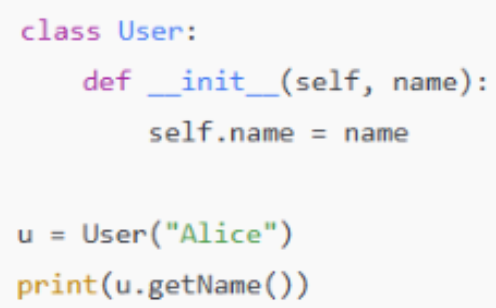 class User:
    def __init__(self, name):
        self.name = name

u = User("Alice")
print(u.getName())